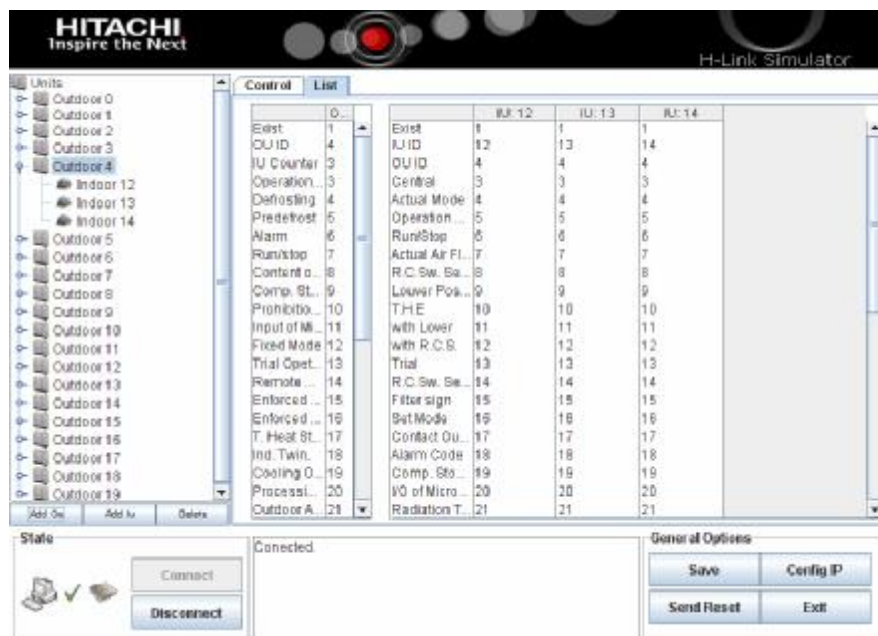 HITACHI
Inspire the Next
H-Link Simulator
Units
Outdoor 0
Outdoor 1
Outdoor 2
Outdoor 3
Outdoor 4
Indoor 12
Indoor 13
Indoor 14
Outdoor 5
Outdoor 6
Outdoor 7
Outdoor 8
Outdoor 9
Outdoor 10
Outdoor 11
Outdoor 12
Outdoor 13
Outdoor 14
Outdoor 15
Outdoor 16
Outdoor 17
Outdoor 18
Outdoor 19
Add Ou Add Iu Delete
Control List
O...
Exist 1
OU ID 4
IU Counter 3
Operation... 3
Defrosting 4
Predefrost 5
Alarm 6
Run/stop 7
Content o... 8
Comp. St... 9
Prohibitio... 10
Input of Mi... 11
Fixed Mode 12
Trial Opet... 13
Remote ... 14
Enforced ... 15
Enforced ... 16
T. Heat St... 17
Ind. Twin. 18
Cooling O... 19
Processi... 20
Outdoor A... 21
IU: 12 IU: 13 IU: 14
Exist 1 1 1
IU ID 12 13 14
OU ID 4 4 4
Central 3 3 3
Actual Mode 4 4 4
Operation ... 5 5 5
Run/Stop 6 6 6
Actual Air Fl... 7 7 7
R.C. Sw. Se... 8 8 8
Louver Pos... 9 9 9
T.H.E 10 10 10
with Lover 11 11 11
with R.C.S. 12 12 12
Trial 13 13 13
R.C. Sw. Se... 14 14 14
Filter sign 15 15 15
Set Mode 16 16 16
Contact Ou... 17 17 17
Alarm Code 18 18 18
Comp. Sto... 19 19 19
I/O of Micro... 20 20 20
Radiation T... 21 21 21
State
Connect
Disconnect
Conected.
General Options
Save Config IP
Send Reset Exit